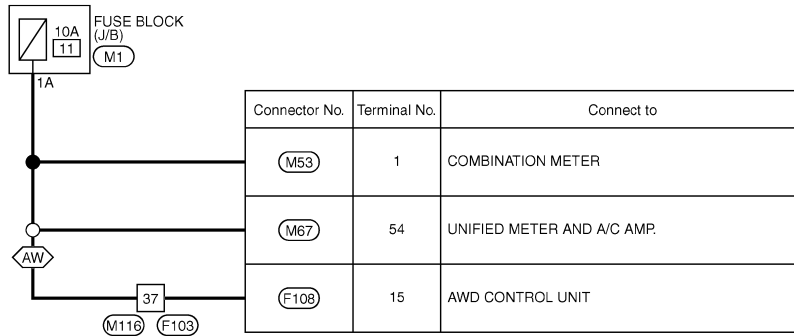 FUSE BLOCK
(J/B)
10A
11
M1
1A
Connector No. Terminal No. Connect to
M53 1 COMBINATION METER
M67 54 UNIFIED METER AND A/C AMP.
AW
37 F108 15 AWD CONTROL UNIT
M116 F103